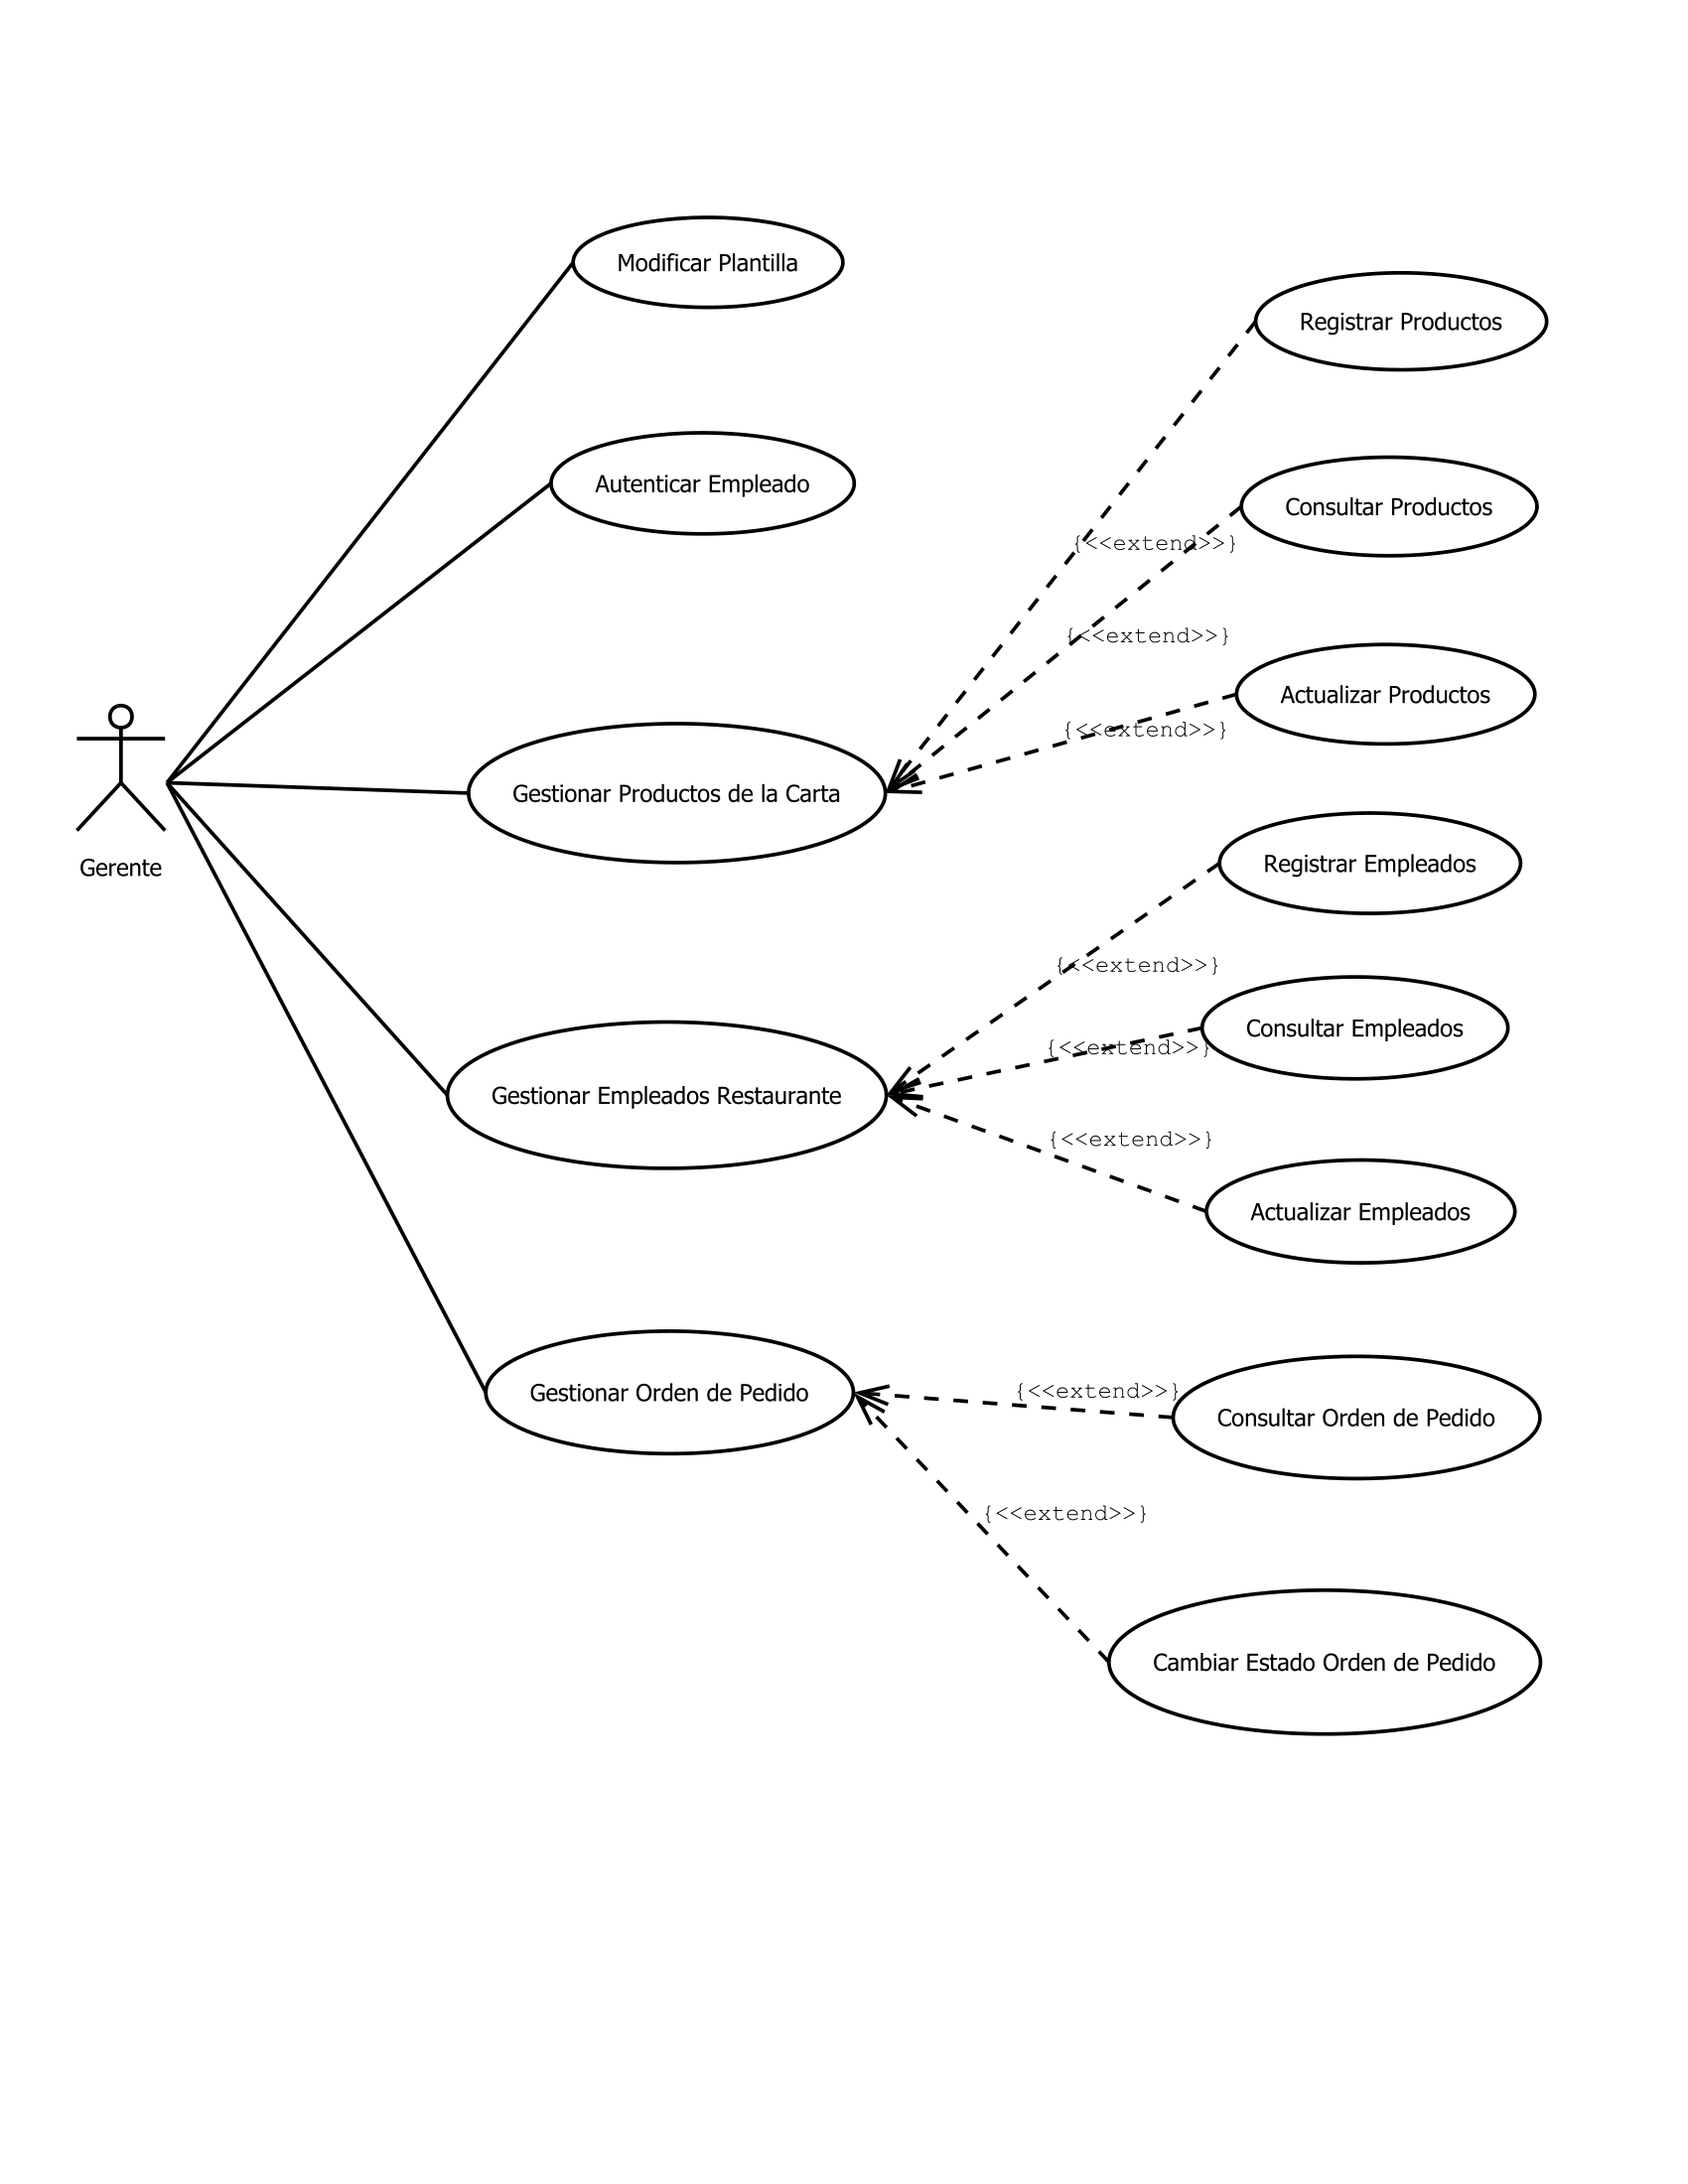 Modificar Plantilla
Registrar Productos
Autenticar Empleado
Consultar Productos
{<<extend>>}
{<<extend>>}
Actualizar Productos
{<<extend>>}
Gestionar Productos de la Carta
Gerente
Registrar Empleados
{<<extend>>}
Consultar Empleados
{<<extend>>}
Gestionar Empleados Restaurante
{<<extend>>}
Actualizar Empleados
Gestionar Orden de Pedido
{<<extend>>}
Consultar Orden de Pedido
{<<extend>>}
Cambiar Estado Orden de Pedido